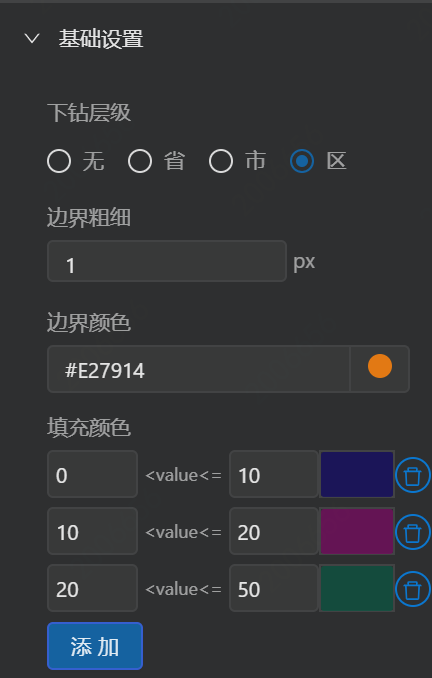 基础设置
下钻层级
无 省 市 区
边界粗细
1 px
边界颜色
#E27914
填充颜色
0 <value<= 10
10 <value<= 20
20 <value<= 50
添 加